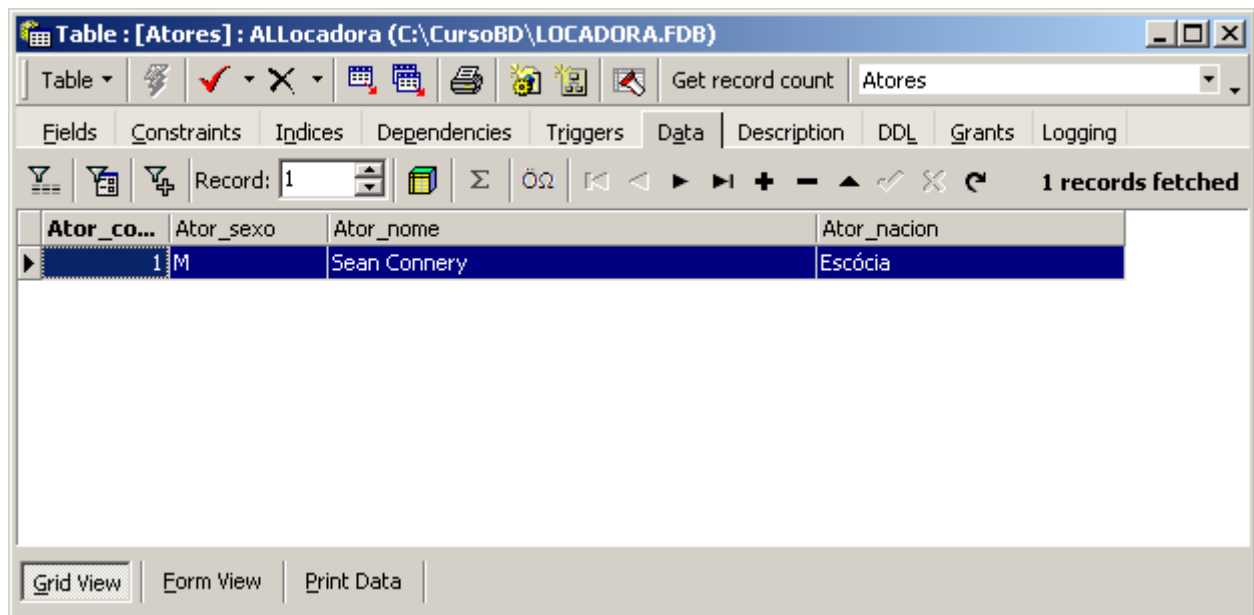 Table : [Atores] : ALLocadora (C:\CursoBD\LOCADORA.FDB)
Table Get record count Atores
Fields Constraints Indices Dependencies Triggers Data Description DDL Grants Logging
Record: 1 Σ ÖΩ 1 records fetched
Ator_co... Ator_sexo Ator_nome Ator_nacion
1 M Sean Connery Escócia
Grid View Form View Print Data